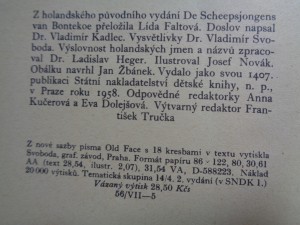 Z holandského původního vydání De Scheepsjongens
van Bontekoe přeložila Lída Faltová. Doslov napsal
Dr. Vladimír Kadlec. Vysvětlivky Dr. Vladimír Svo-
boda. Výslovnost holandských jmen a názvů zpraco-
val Dr. Ladislav Heger. Ilustroval Josef Novák.
Obálku navrhl Jan Žbánek. Vydalo jako svou 1407.
publikaci Státní nakladatelství dětské knihy, n. p.,
v Praze roku 1958. Odpovědné redaktorky Anna
Kučerová a Eva Dolejšová. Výtvarný redaktor Fran-
tišek Tručka
Z nové sazby písma Old Face s 18 kresbami v textu vytiskla
Svoboda, graf. závod, Praha. Formát papíru 86 - 122, 80, 30,61
AA (text 28,54, ilustr. 2,07), 31,54 VA, D-588223, Náklad
20 000 výtisků. Tematická skupina 14/4. 2. vydání (v SNDK 1.)
Vázaný výtisk 28,50 Kčs
56/VII—5